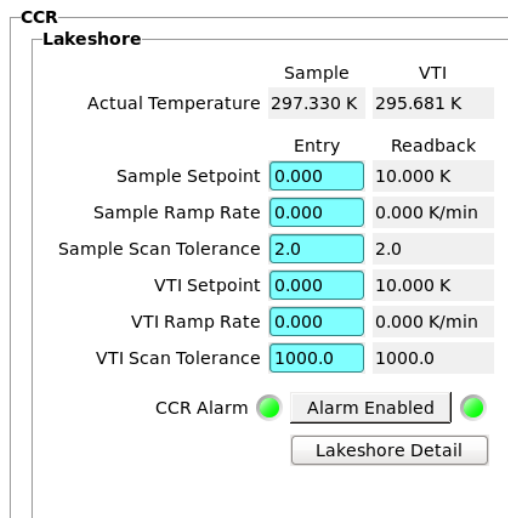 CCR
Lakeshore
Sample VTI
Actual Temperature 297.330 K 295.681 K
Entry Readback
Sample Setpoint 0.000 10.000 K
Sample Ramp Rate 0.000 0.000 K/min
Sample Scan Tolerance 2.0 2.0
VTI Setpoint 0.000 10.000 K
VTI Ramp Rate 0.000 0.000 K/min
VTI Scan Tolerance 1000.0 1000.0
CCR Alarm Alarm Enabled
Lakeshore Detail